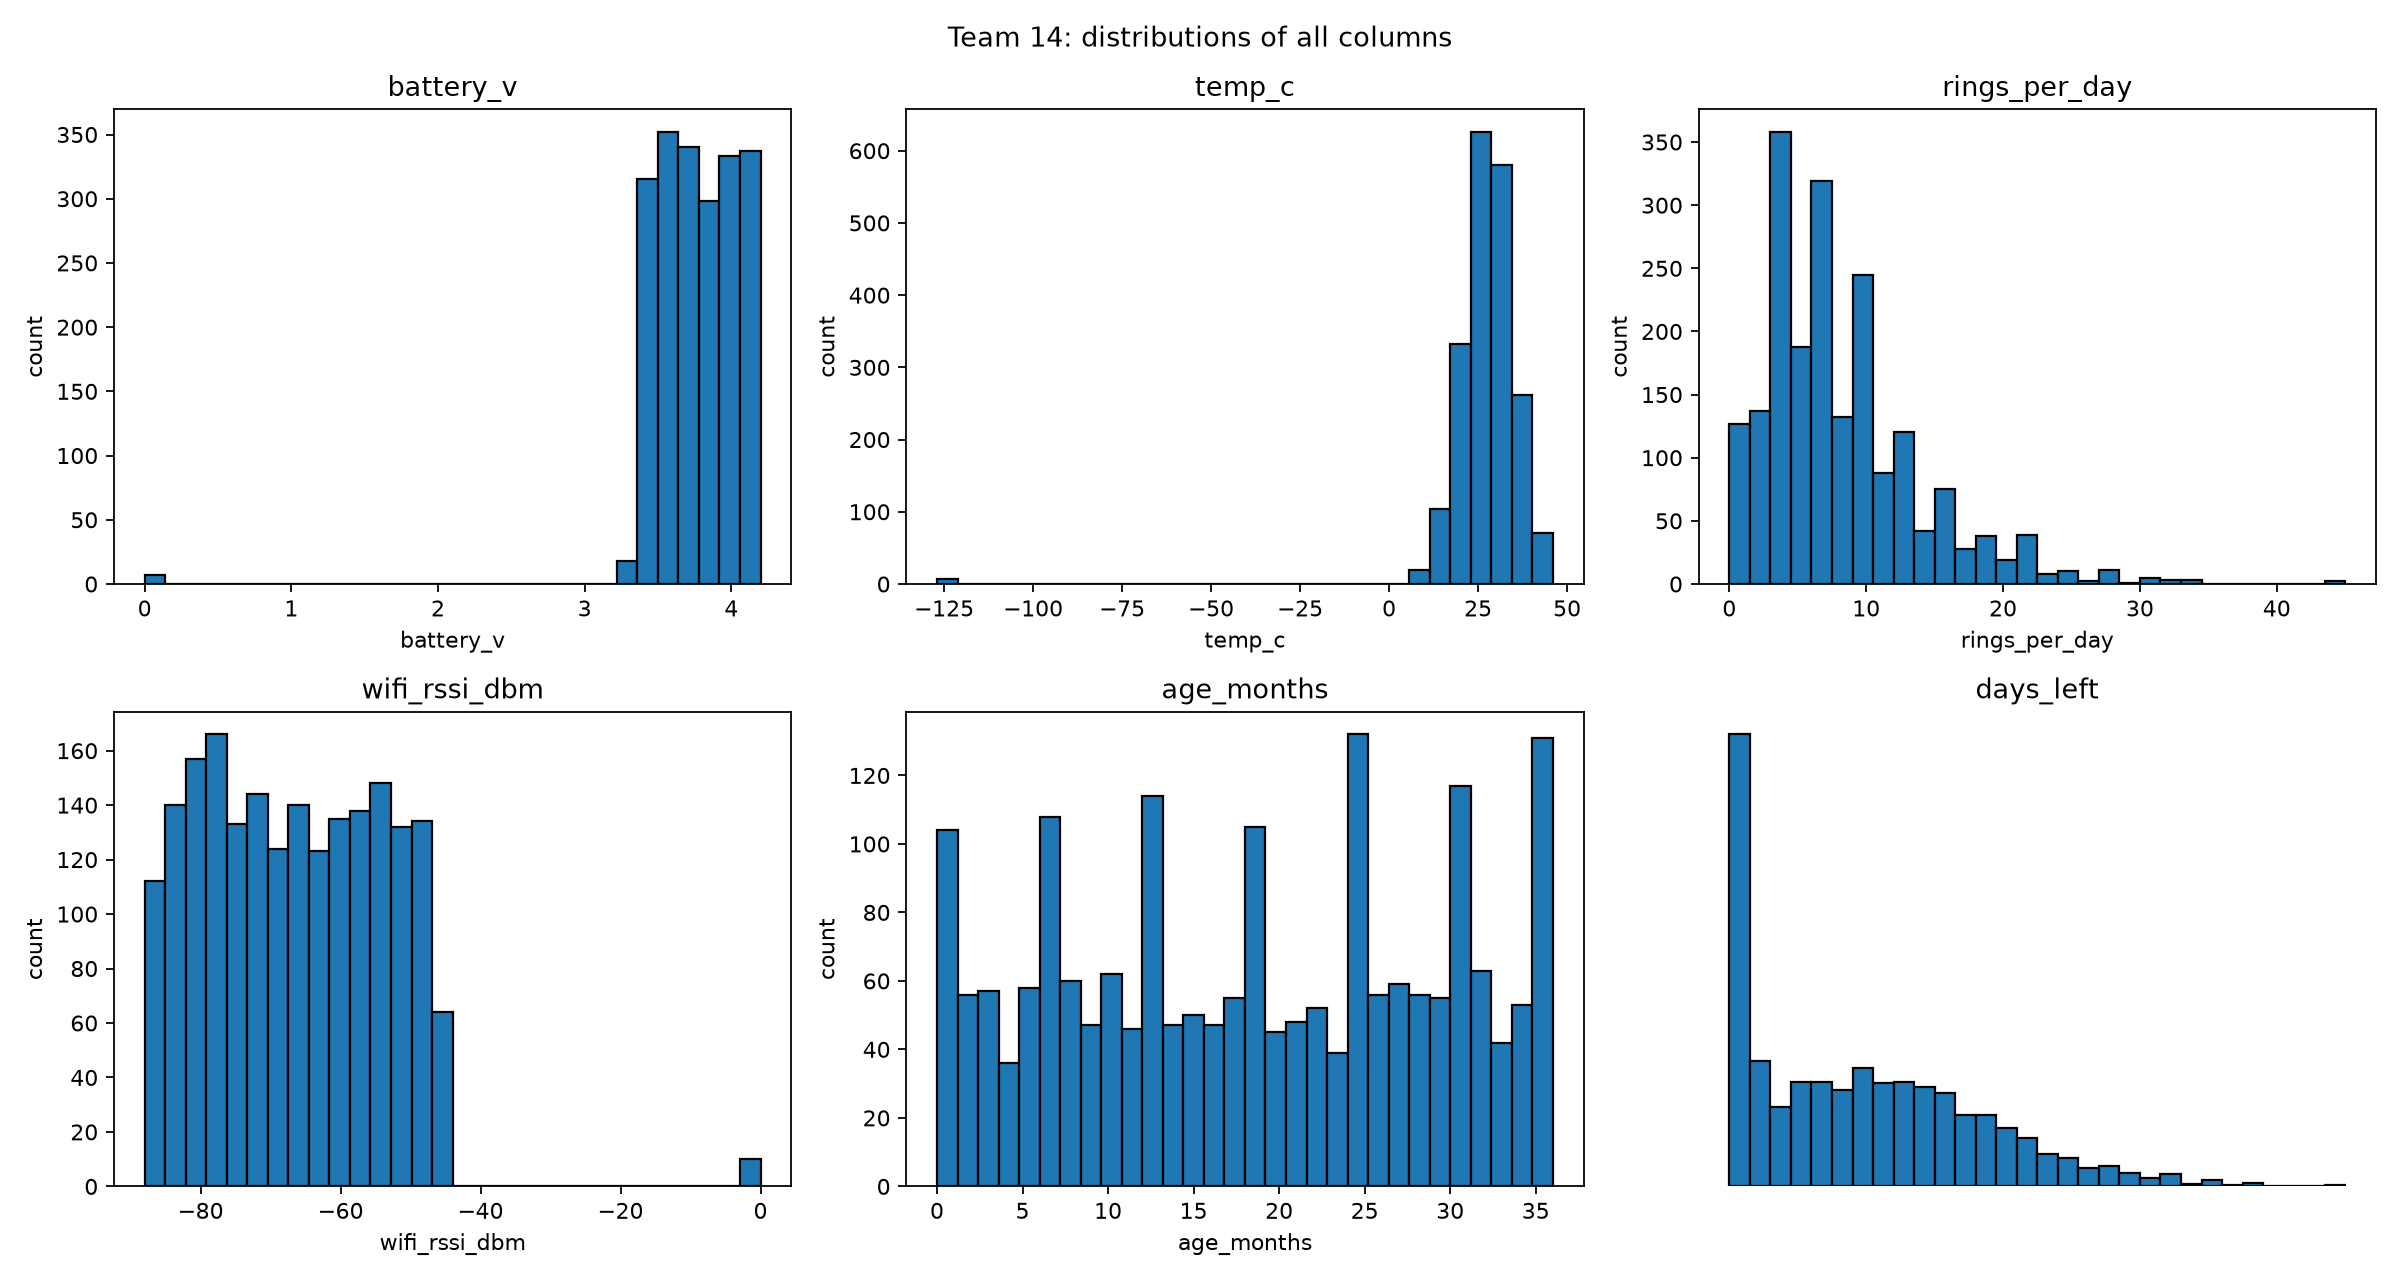 Team 14: distributions of all columns
battery_v
350
300
250
200
150
100
50
0
count
0 1 2 3 4
battery_v
temp_c
600
500
400
300
200
100
0
count
−125 −100 −75 −50 −25 0 25 50
temp_c
rings_per_day
350
300
250
200
150
100
50
0
count
0 10 20 30 40
rings_per_day
wifi_rssi_dbm
160
140
120
100
80
60
40
20
0
count
−80 −60 −40 −20 0
wifi_rssi_dbm
age_months
120
100
80
60
40
20
0
count
0 5 10 15 20 25 30 35
age_months
days_left